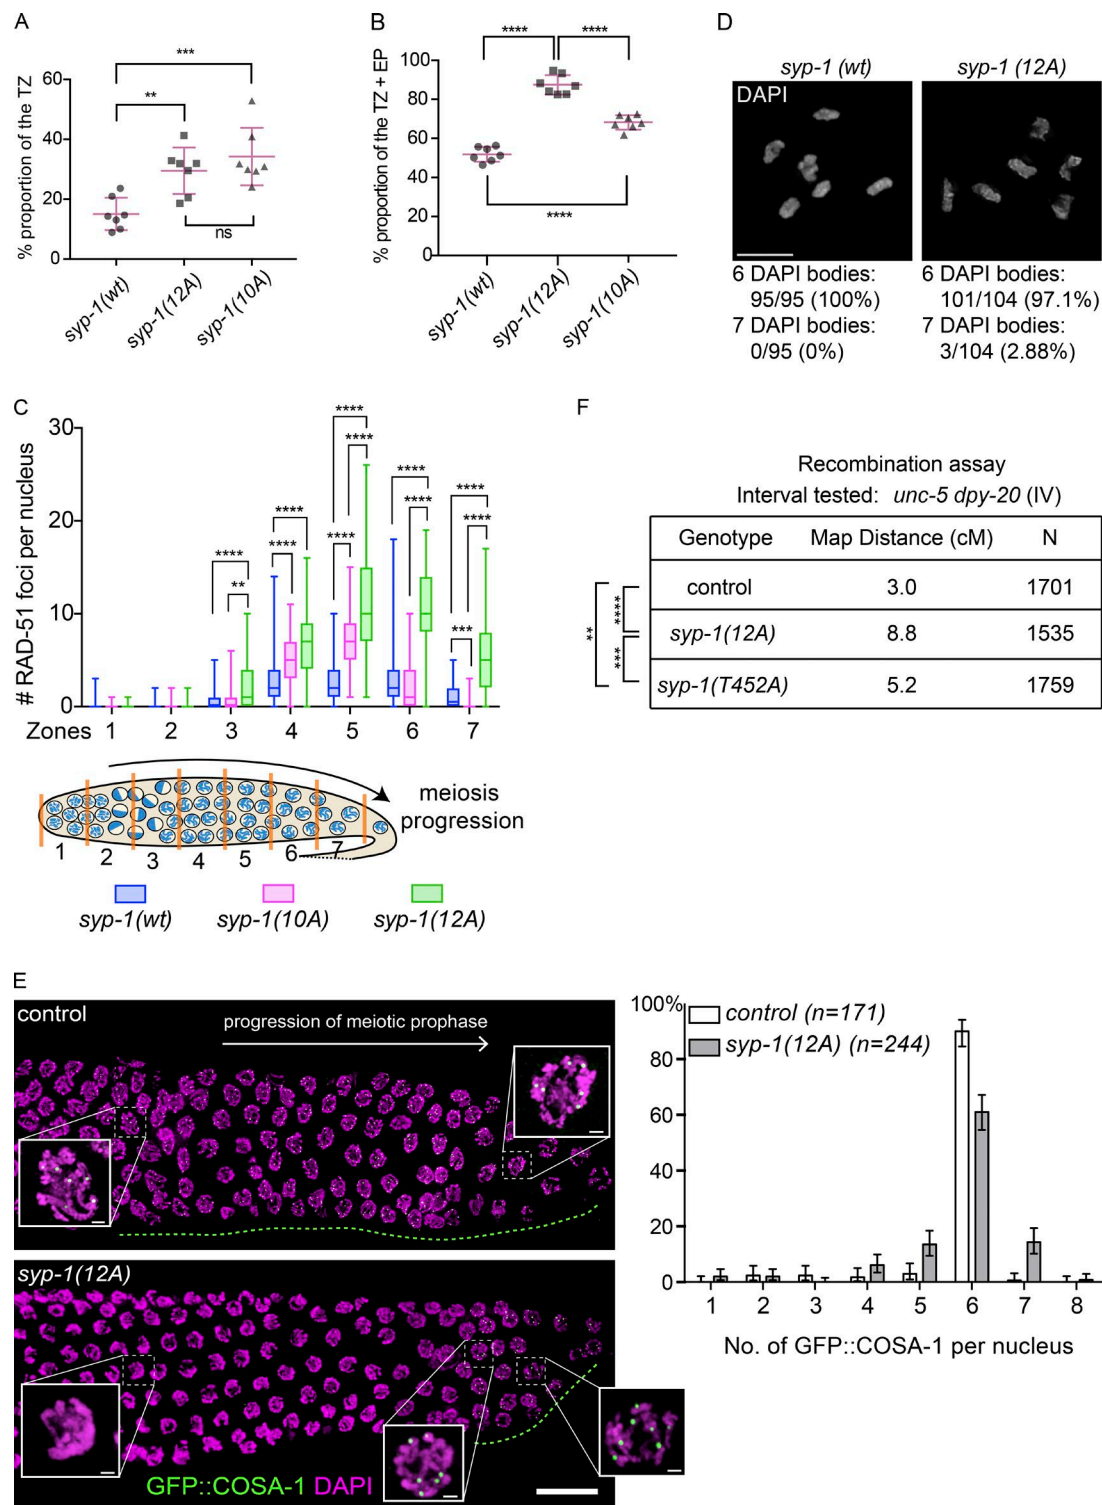 A
% proportion of the TZ
60
40
20
0
***
**
ns
syp-1(wt)
syp-1(12A)
syp-1(10A)
B
% proportion of the TZ + EP
100
80
60
40
20
0
**** ****
****
syp-1(wt)
syp-1(12A)
syp-1(10A)
D
syp-1 (wt) syp-1 (12A)
DAPI
6 DAPI bodies:
95/95 (100%)
7 DAPI bodies:
0/95 (0%)
6 DAPI bodies:
101/104 (97.1%)
7 DAPI bodies:
3/104 (2.88%)
C
# RAD-51 foci per nucleus
30
20
10
0
****
**
****
****
****
****
****
****
****
****
****
***
Zones 1 2 3 4 5 6 7
meiosis
progression
1 2 3 4 5 6 7
syp-1(wt) syp-1(10A) syp-1(12A)
F
Recombination assay
Interval tested: unc-5 dpy-20 (IV)
Genotype Map Distance (cM) N
control 3.0 1701
syp-1(12A) 8.8 1535
syp-1(T452A) 5.2 1759
**
****
***
E
control
progression of meiotic prophase
syp-1(12A)
GFP::COSA-1 DAPI
100%
80
60
40
20
0
control (n=171)
syp-1(12A) (n=244)
1 2 3 4 5 6 7 8
No. of GFP::COSA-1 per nucleus